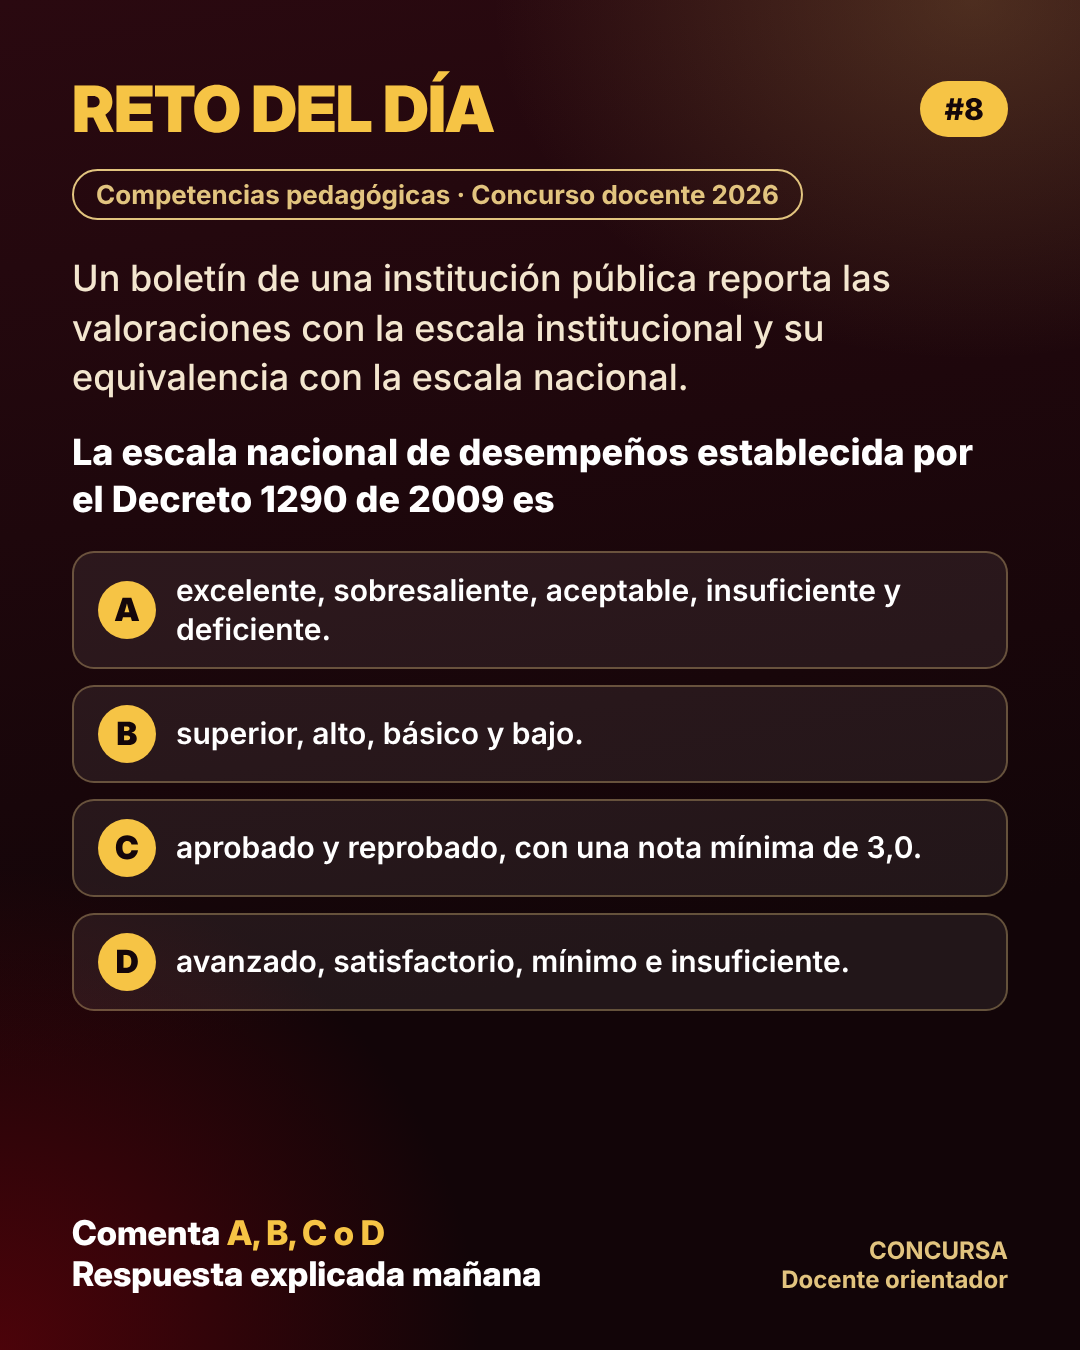 RETO DEL DÍA
#8
Competencias pedagógicas · Concurso docente 2026
Un boletín de una institución pública reporta las
valoraciones con la escala institucional y su
equivalencia con la escala nacional.
La escala nacional de desempeños establecida por
el Decreto 1290 de 2009 es
A
excelente, sobresaliente, aceptable, insuficiente y
deficiente.
B
superior, alto, básico y bajo.
C
aprobado y reprobado, con una nota mínima de 3,0.
D
avanzado, satisfactorio, mínimo e insuficiente.
Comenta A, B, C o D
Respuesta explicada mañana
CONCURSA
Docente orientador